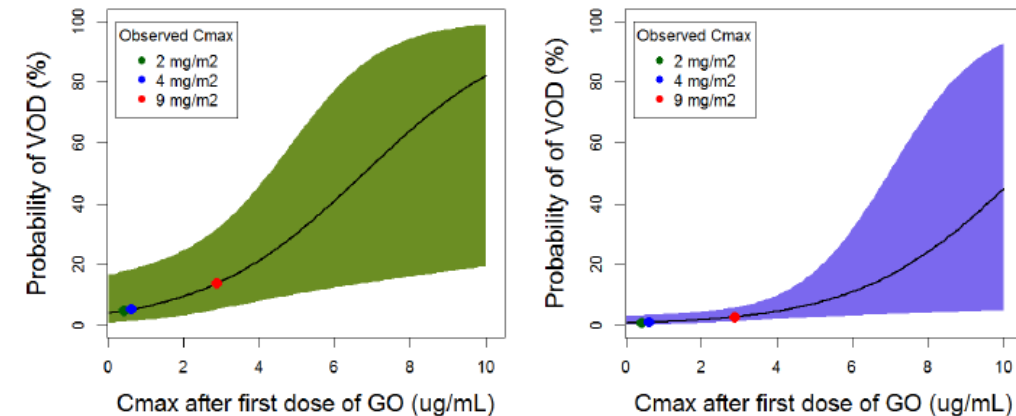 Probability of VOD (%)
100
80
60
40
20
0
Observed Cmax
2 mg/m2
4 mg/m2
9 mg/m2
0 2 4 6 8 10
Cmax after first dose of GO (ug/mL)
Probability of of VOD (%)
100
80
60
40
20
0
Observed Cmax
2 mg/m2
4 mg/m2
9 mg/m2
0 2 4 6 8 10
Cmax after first dose of GO (ug/mL)